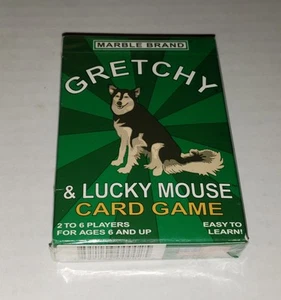 MARBLE BRAND
GRETCHY
& LUCKY MOUSE
CARD GAME
2 TO 6 PLAYERS
FOR AGES 6 AND UP
EASY TO
LEARN!